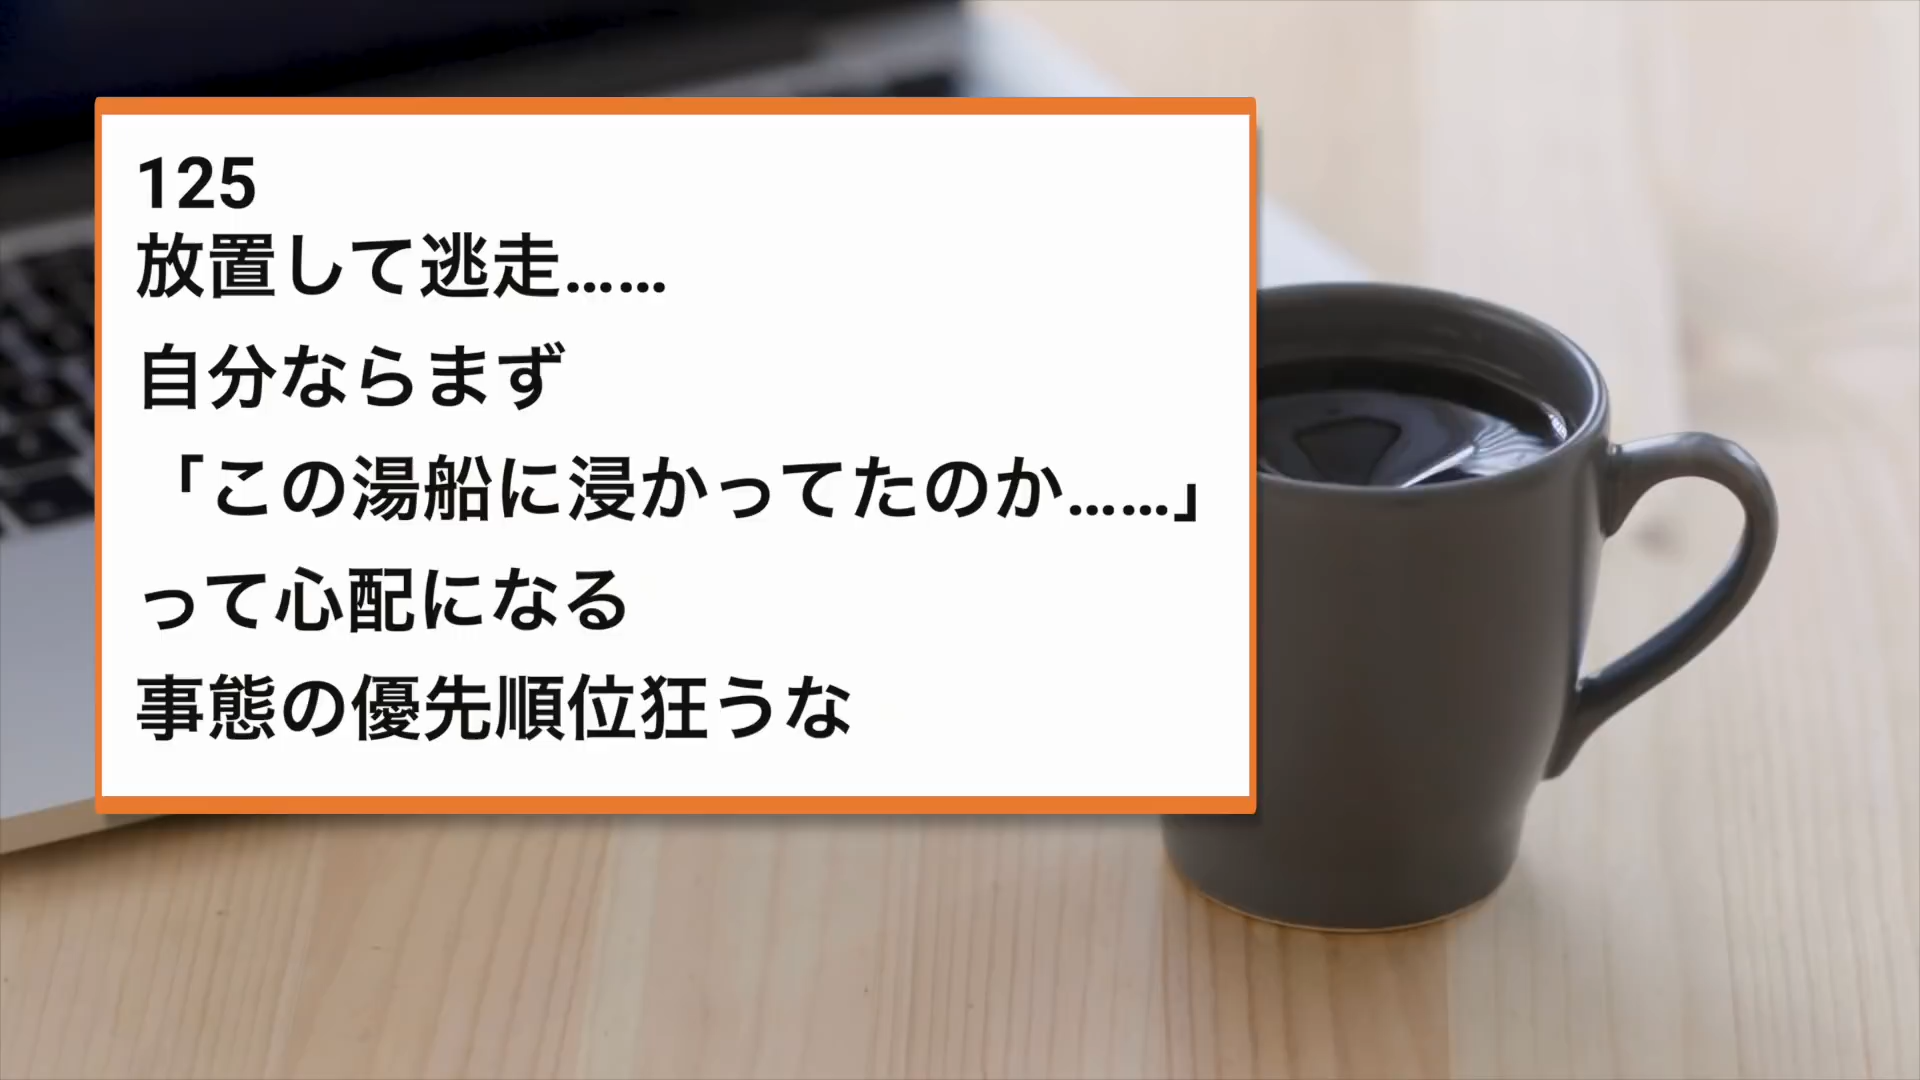 125
放置して逃走……
自分ならまず
「この湯船に浸かってたのか……」
って心配になる
事態の優先順位狂うな